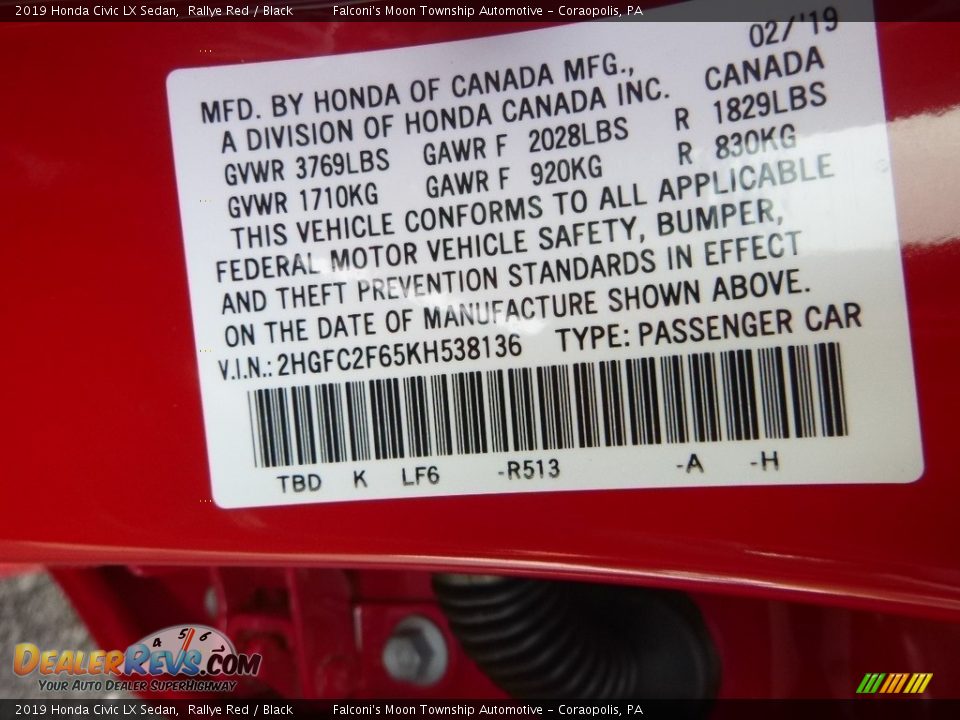 2019 Honda Civic LX Sedan, Rallye Red / Black Falconi's Moon Township Automotive - Coraopolis, PA
02/'19
MFD. BY HONDA OF CANADA MFG.,
A DIVISION OF HONDA CANADA INC. CANADA
GVWR 3769LBS GAWR F 2028LBS R 1829LBS
GVWR 1710KG GAWR F 920KG R 830KG
THIS VEHICLE CONFORMS TO ALL APPLICABLE
FEDERAL MOTOR VEHICLE SAFETY, BUMPER,
AND THEFT PREVENTION STANDARDS IN EFFECT
ON THE DATE OF MANUFACTURE SHOWN ABOVE.
V.I.N.: 2HGFC2F65KH538136 TYPE: PASSENGER CAR
TBD K LF6 -R513 -A -H
4 5 6
DEALERREVS.COM
YOUR AUTO DEALER SUPERHIGHWAY
2019 Honda Civic LX Sedan, Rallye Red / Black Falconi's Moon Township Automotive - Coraopolis, PA